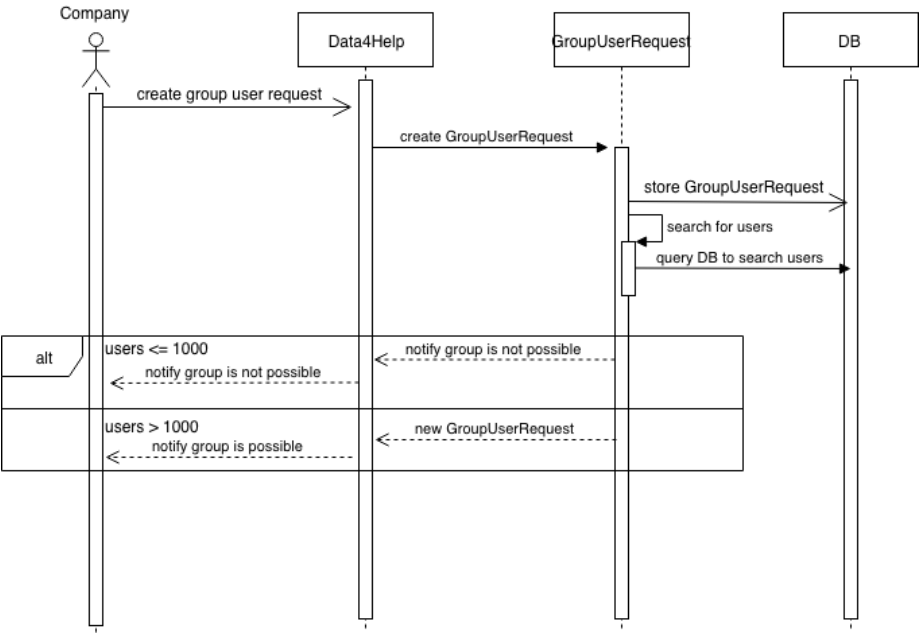 Company
Data4Help
GroupUserRequest
DB
create group user request
create GroupUserRequest
store GroupUserRequest
search for users
query DB to search users
alt
users <= 1000
notify group is not possible
notify group is not possible
users > 1000
new GroupUserRequest
notify group is possible